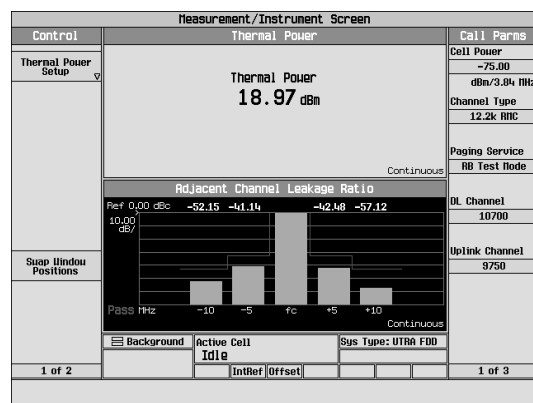 Measurement/Instrument Screen
Control
Thermal Power
Setup
Swap Window
Positions
1 of 2
Thermal Power
Thermal Power
18.97 dBm
Continuous
Adjacent Channel Leakage Ratio
Ref 0.00 dBc
-52.15 -41.14 -42.48 -57.12
10.00
dB/
Pass MHz -10 -5 fc +5 +10
Continuous
Background
Active Cell
Idle
Sys Type: UTRA FDD
IntRef Offset
Call Parms
Cell Power
-75.00
dBm/3.84 MHz
Channel Type
12.2k RMC
Paging Service
RB Test Mode
DL Channel
10700
Uplink Channel
9750
1 of 3